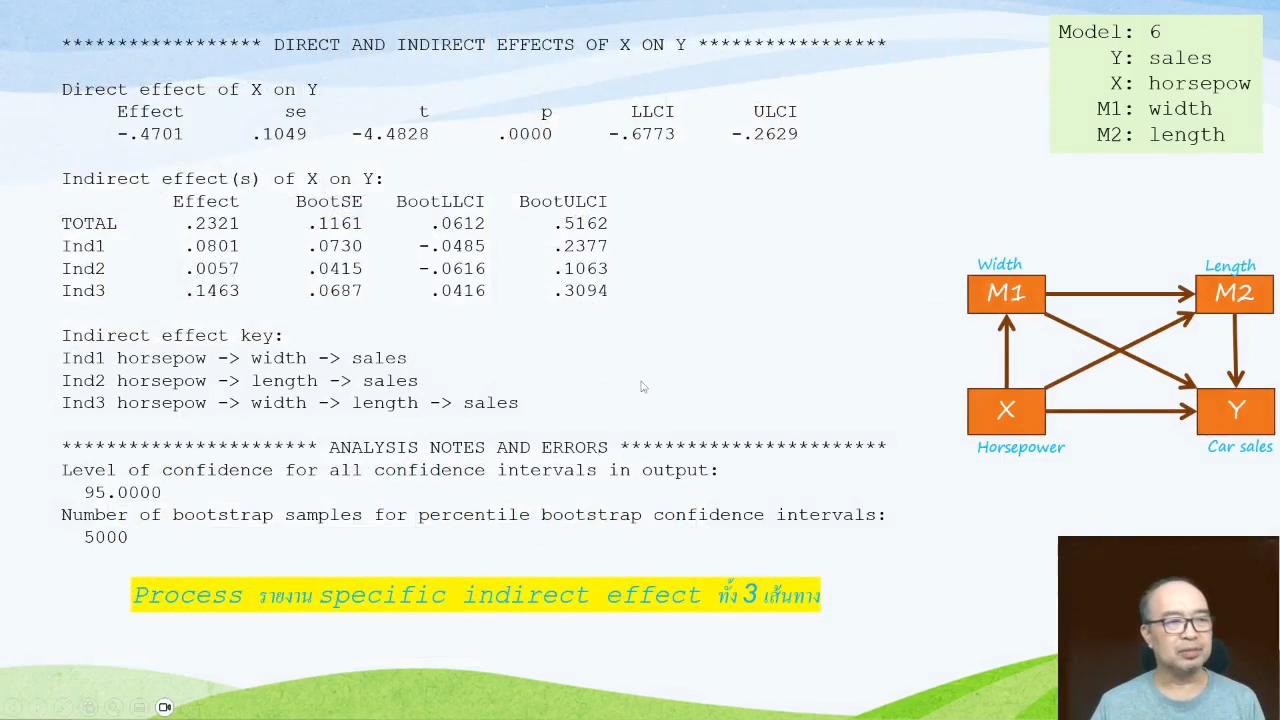 ****************** DIRECT AND INDIRECT EFFECTS OF X ON Y *****************
Direct effect of X on Y
Effect se t p LLCI ULCI
-.4701 .1049 -4.4828 .0000 -.6773 -.2629
Indirect effect(s) of X on Y:
Effect BootSE BootLLCI BootULCI
TOTAL .2321 .1161 .0612 .5162
Ind1 .0801 .0730 -.0485 .2377
Ind2 .0057 .0415 -.0616 .1063
Ind3 .1463 .0687 .0416 .3094
Indirect effect key:
Ind1 horsepow -> width -> sales
Ind2 horsepow -> length -> sales
Ind3 horsepow -> width -> length -> sales
*********************** ANALYSIS NOTES AND ERRORS ************************
Level of confidence for all confidence intervals in output:
95.0000
Number of bootstrap samples for percentile bootstrap confidence intervals:
5000
Process รายงาน specific indirect effect ทั้ง 3 เส้นทาง
Model: 6
Y: sales
X: horsepow
M1: width
M2: length
Width
Length
M1
M2
X
Y
Horsepower
Car sales